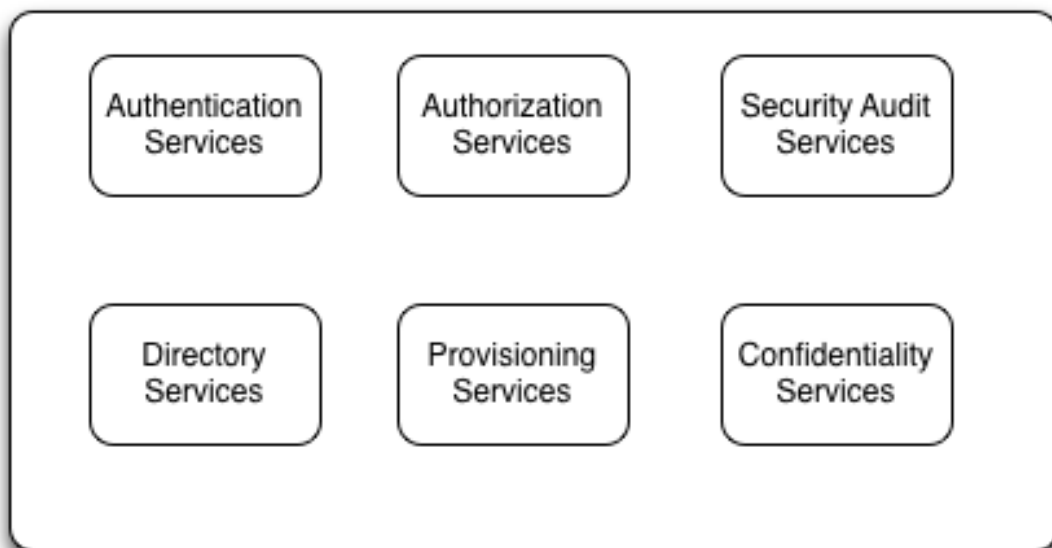 Authentication
Services
Authorization
Services
Security Audit
Services
Directory
Services
Provisioning
Services
Confidentiality
Services